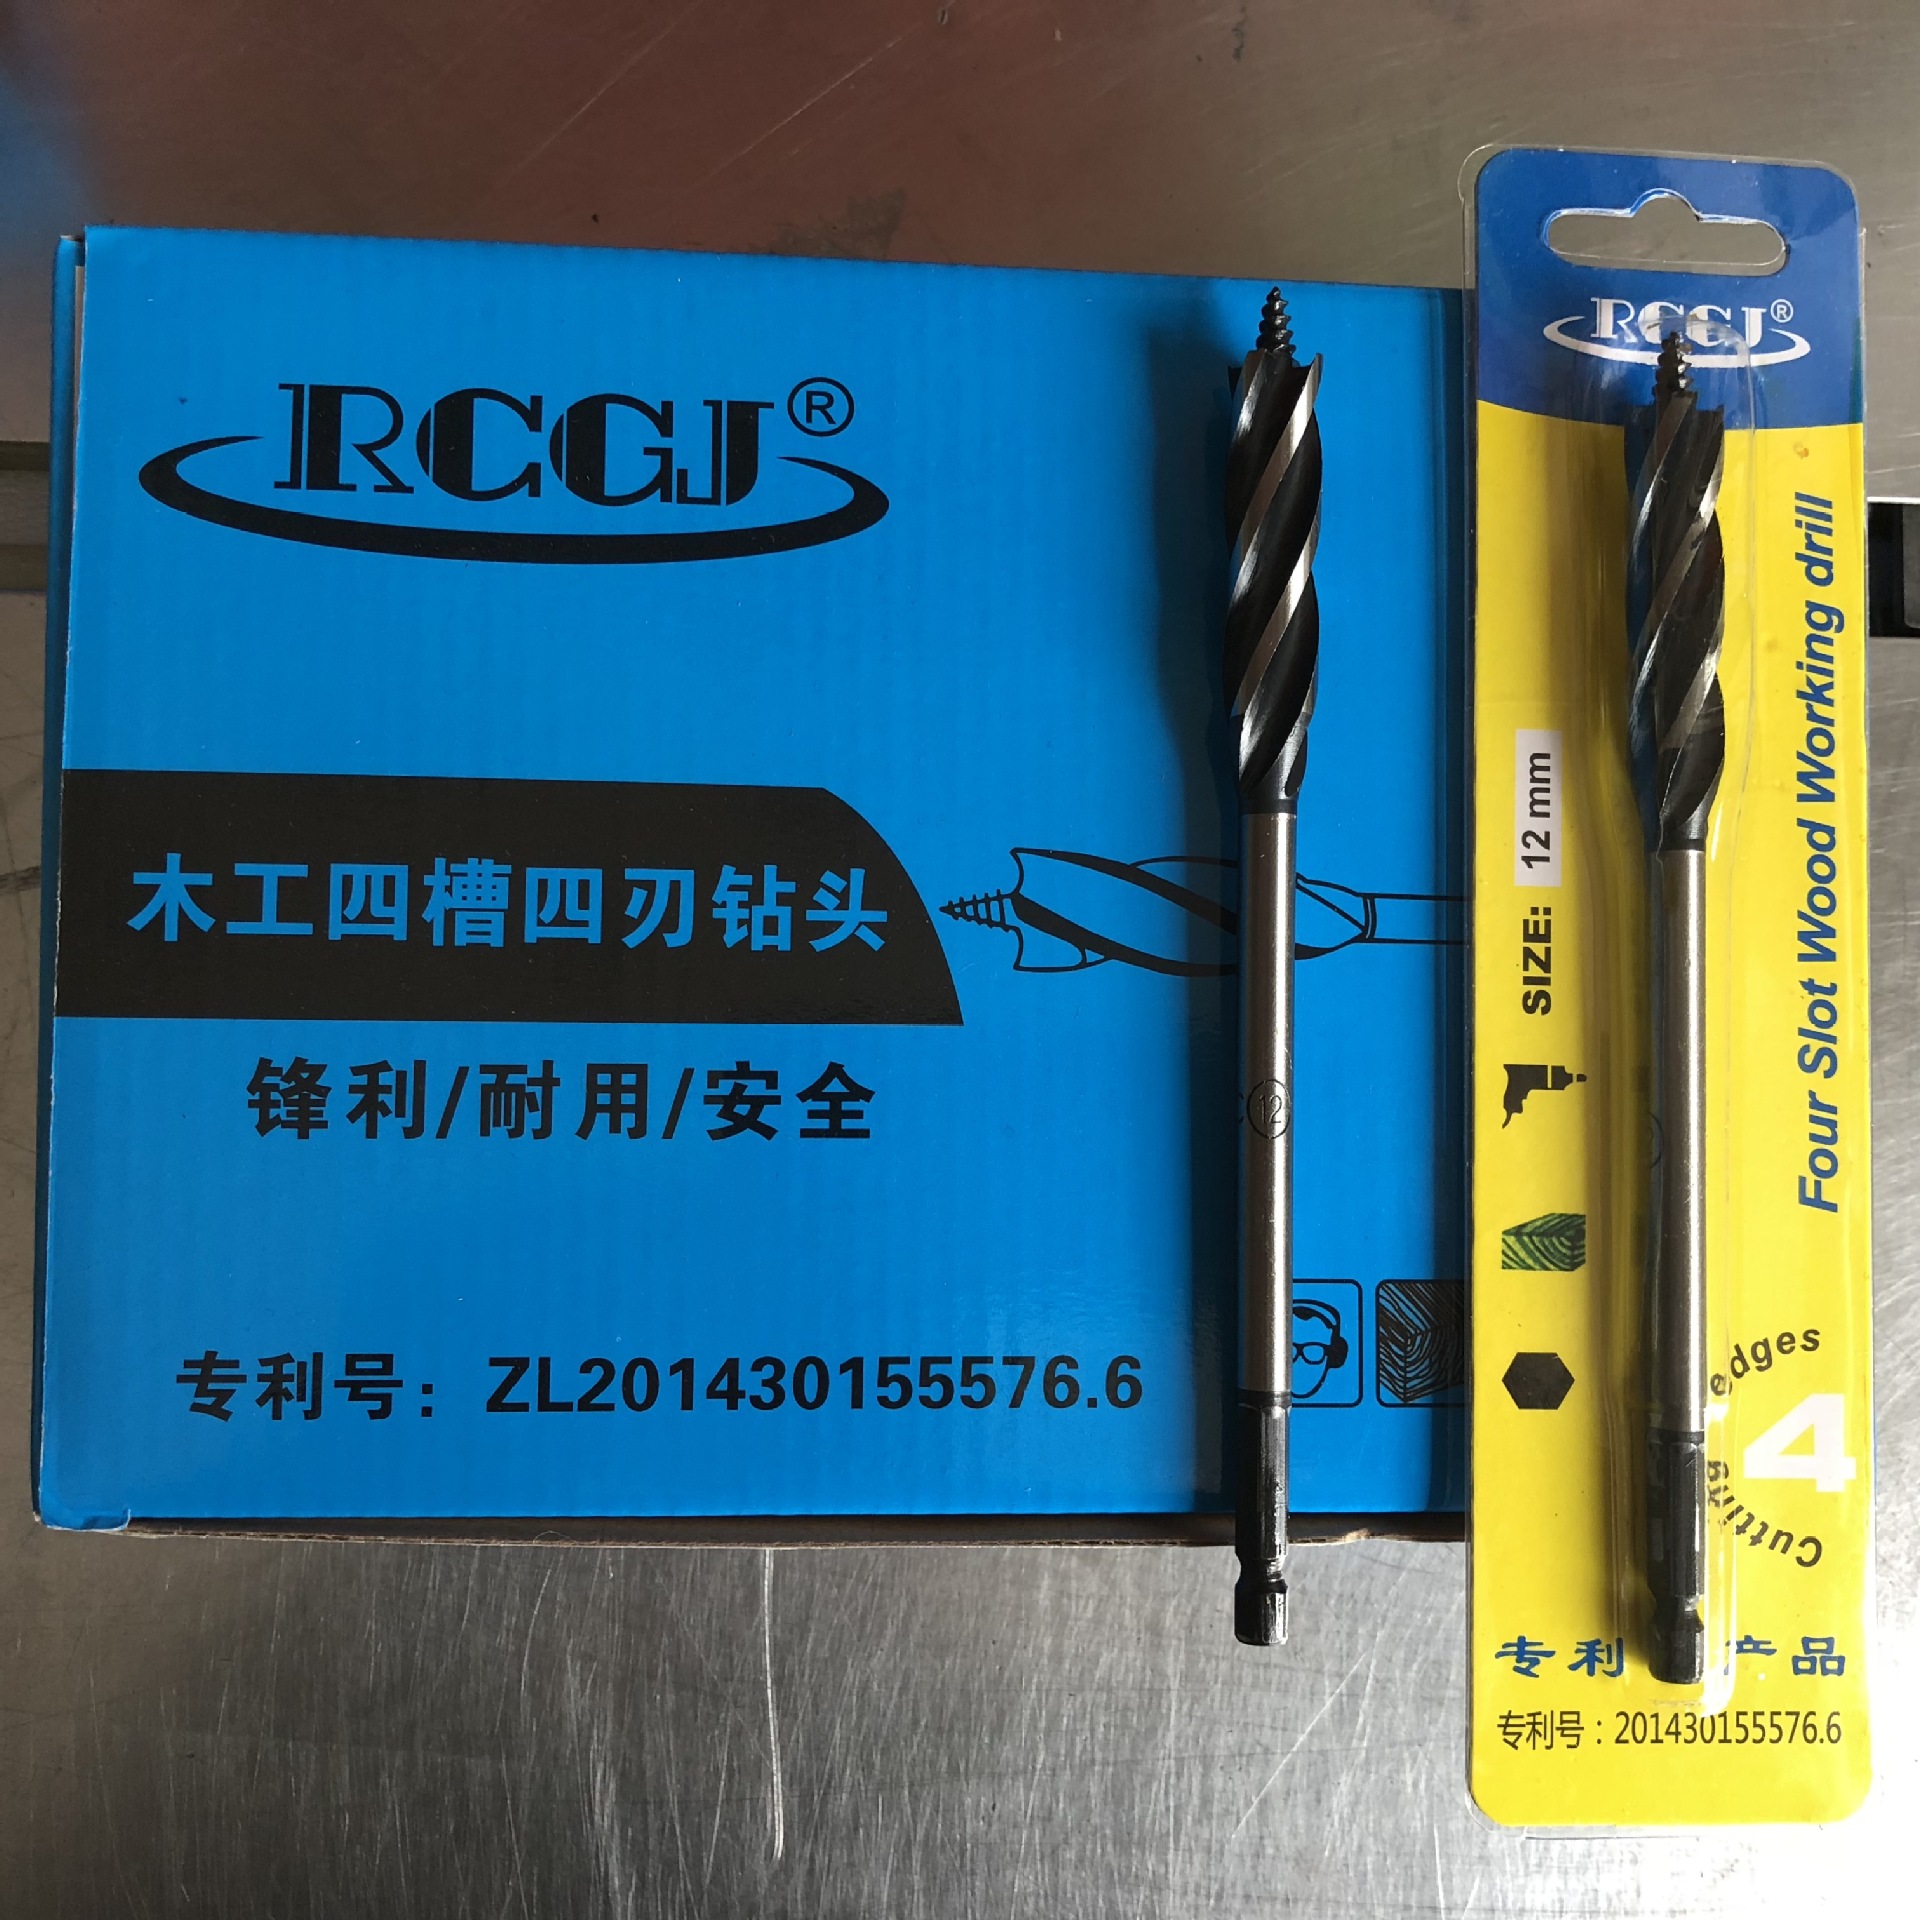 RCGJ®
木工四槽四刃钻头
锋利/耐用/安全
专利号：ZL201430155576.6
12
RCGJ®
Four Slot Wood Working drill
SIZE: 12 mm
4
Cutting edges
专利 产品
专利号：201430155576.6